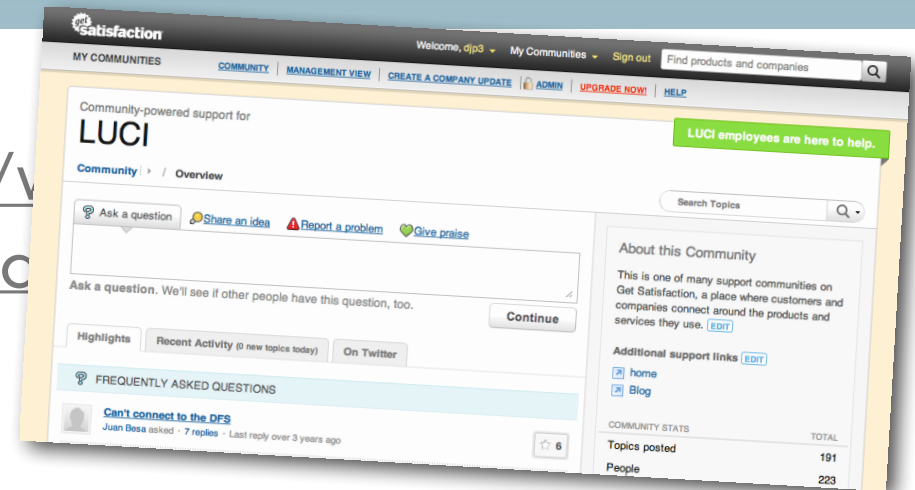 get
satisfaction
Welcome, djp3 My Communities Sign out Find products and companies
MY COMMUNITIES COMMUNITY MANAGEMENT VIEW CREATE A COMPANY UPDATE ADMIN UPGRADE NOW! HELP
Community-powered support for
LUCI
LUCI employees are here to help.
Community / Overview
Search Topics
Ask a question Share an idea Report a problem Give praise
Ask a question. We'll see if other people have this question, too.
Continue
Highlights Recent Activity (0 new topics today) On Twitter
FREQUENTLY ASKED QUESTIONS
Can't connect to the DFS
Juan Besa asked · 7 replies · Last reply over 3 years ago
6
About this Community
This is one of many support communities on
Get Satisfaction, a place where customers and
companies connect around the products and
services they use. EDIT
Additional support links EDIT
home
Blog
COMMUNITY STATS TOTAL
Topics posted 191
People 223